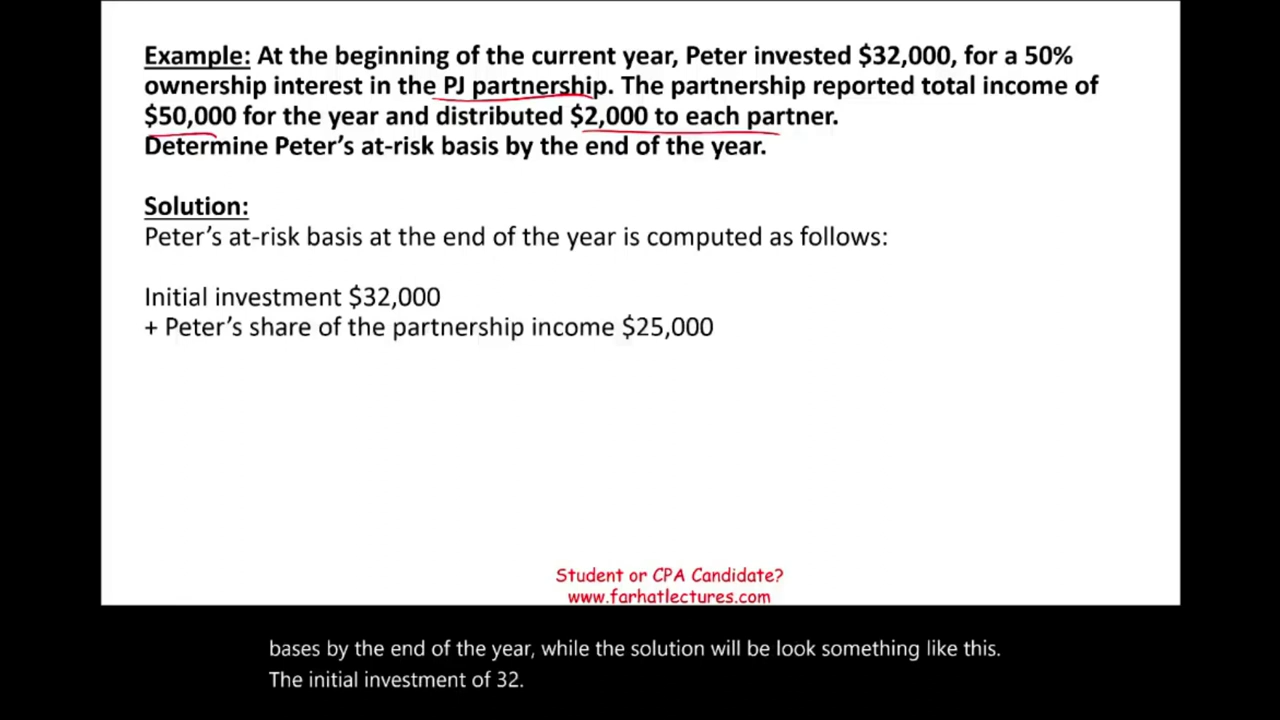 Example: At the beginning of the current year, Peter invested $32,000, for a 50%
ownership interest in the PJ partnership. The partnership reported total income of
$50,000 for the year and distributed $2,000 to each partner.
Determine Peter’s at-risk basis by the end of the year.
Solution:
Peter’s at-risk basis at the end of the year is computed as follows:
Initial investment $32,000
+ Peter’s share of the partnership income $25,000
Student or CPA Candidate?
www.farhatlectures.com
bases by the end of the year, while the solution will be look something like this.
The initial investment of 32.